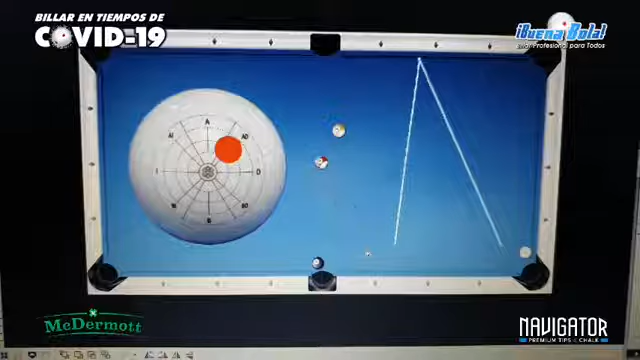 BILLAR EN TIEMPOS DE
COVID-19
¡Buena Bola!
Billar Profesional para Todos
A
AI
AD
I
D
BD
B
McDermott
NAVIGATOR
PREMIUM TIPS & CHALK